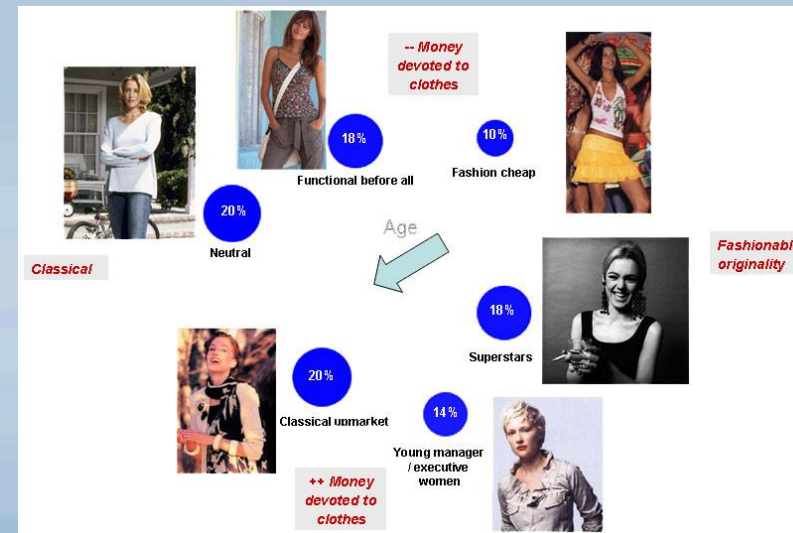 -- Money
devoted to
clothes
18%
Functional before all
10%
Fashion cheap
20%
Neutral
Age
Classical
Fashionabl
originality
18%
Superstars
20%
Classical upmarket
14%
Young manager
/ executive
women
++ Money
devoted to
clothes